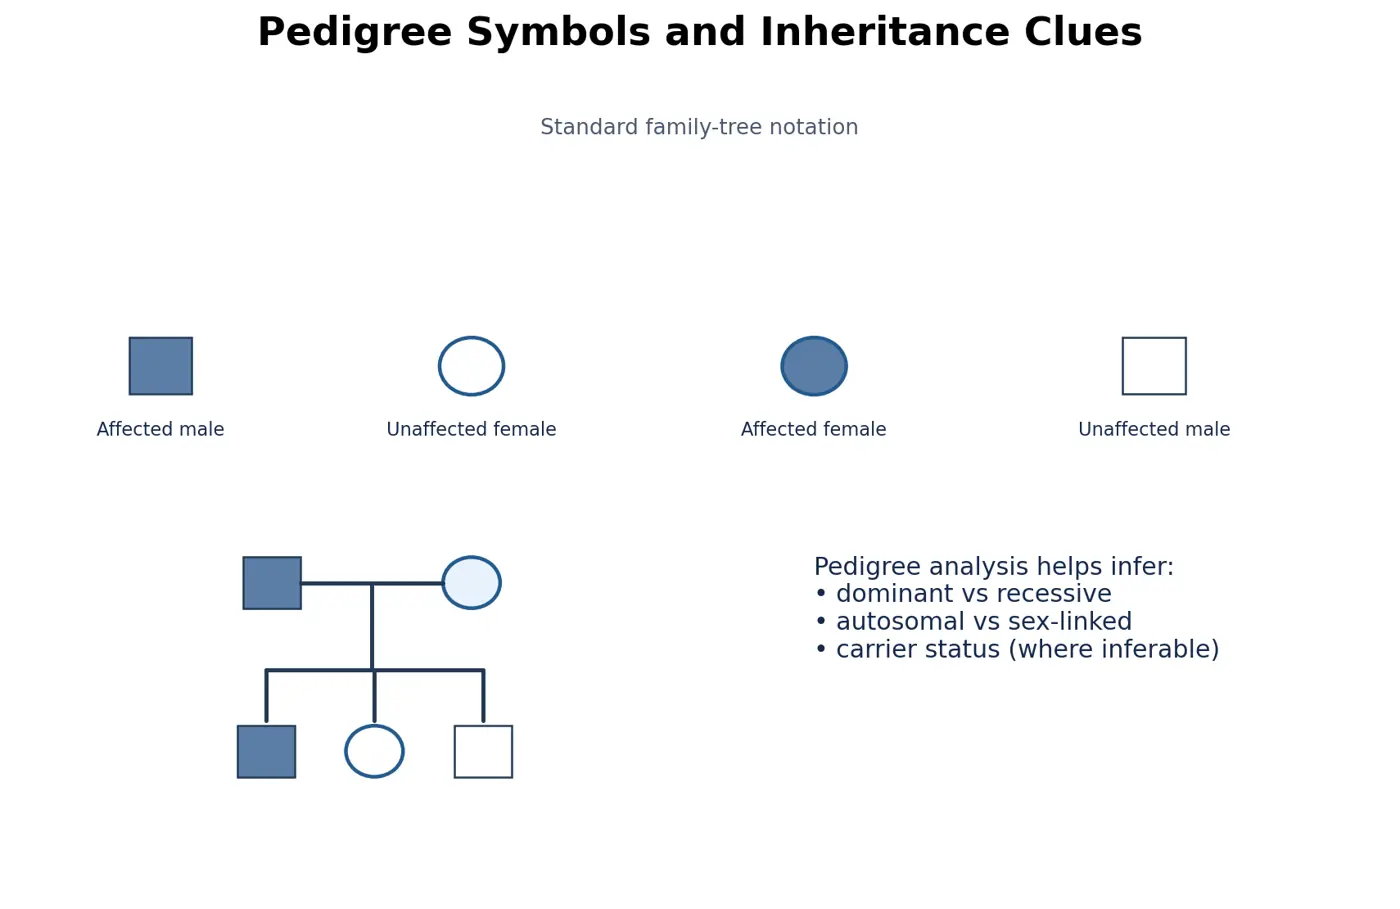 Pedigree Symbols and Inheritance Clues
Standard family-tree notation
Affected male
Unaffected female
Affected female
Unaffected male
Pedigree analysis helps infer:
• dominant vs recessive
• autosomal vs sex-linked
• carrier status (where inferable)